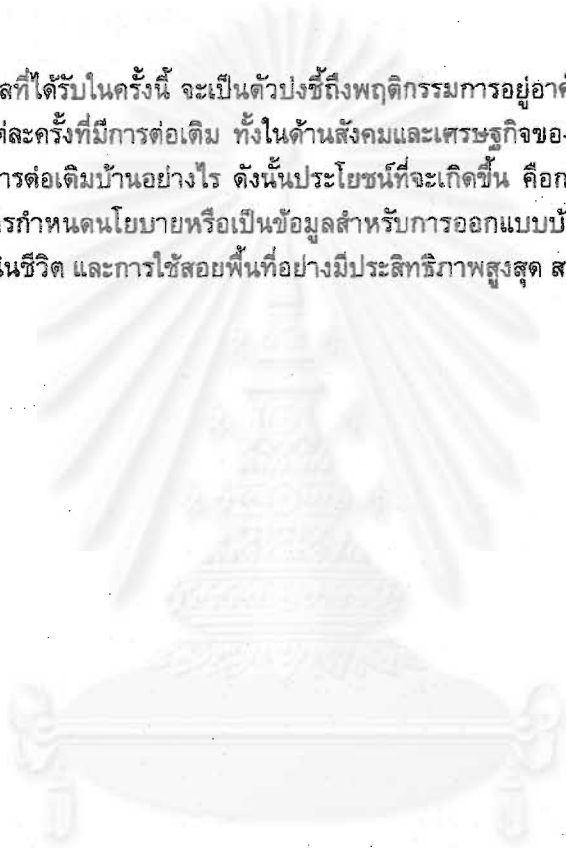 ลที่ได้รับในครั้งนี้ จะเป็นตัวบ่งชี้ถึงพฤติกรรมการอยู่อา
ต่ละครั้งที่มีการต่อเติม ทั้งในด้านสังคมและเศรษฐกิจขอ
ารต่อเติมบ้านอย่างไร ดังนั้นประโยชน์ที่จะเกิดขึ้น คือก
รกำหนดนโยบายหรือเป็นข้อมูลสำหรับการออกแบบบ้
นชีวิต และการใช้สอยพื้นที่อย่างมีประสิทธิภาพสูงสุด ส